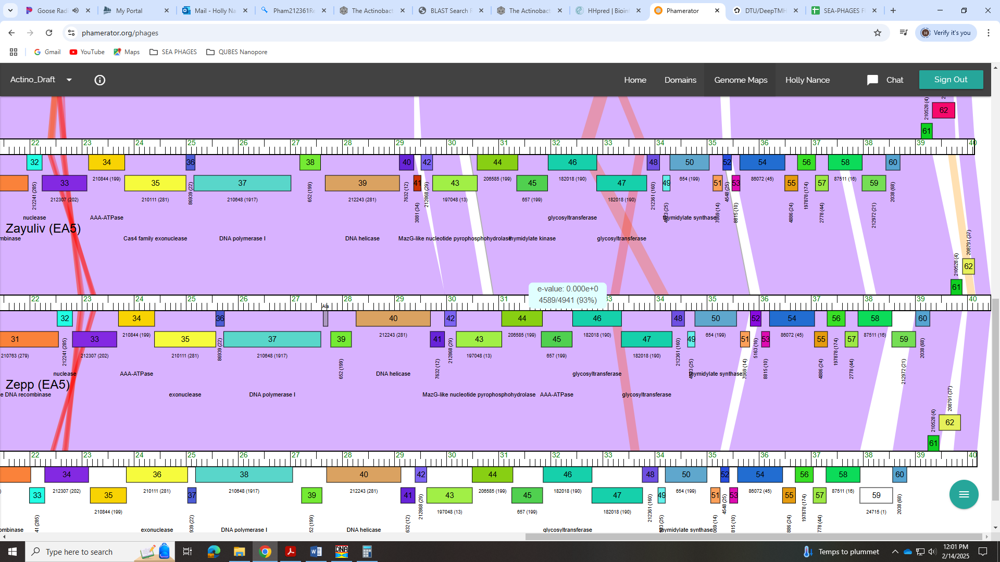 Goose Radi
My Portal
Mail - Holly Na
Pham212361Re
The Actinobact
BLAST Search R
The Actinobact
HHpred | Bioinf
Phamerator
DTU/DeepTMH
SEA-PHAGES F
phamerator.org/phages
Verify it's you
Gmail
YouTube
Maps
SEA PHAGES
QUBES Nanopore
Actino_Draft
Home
Domains
Genome Maps
Holly Nance
Chat
Sign Out
210528 (4)
62
61
22 23 24 25 26 27 28 29 30 31 32 33 34 35 36 37 38 39 40
32 34 36 38 40 42 44 46 48 50 52 54 56 58 60
210844 (199) 206585 (199) 182018 (190) 654 (199) 86072 (45) 87511 (16)
33 35 37 39 41 43 45 47 49 51 53 55 57 59
212241 (285) 212307 (202) 210111 (281) 86939 (22) 210648 (1917) 652 (199) 212243 (281) 7632 (12) 3081 (34) 212868 (29) 197048 (13) 657 (199) 182018 (190) 212361 (160) 7069 (14) 4548 (25) 8815 (10) 4886 (24) 197878 (174) 2778 (44) 212972 (21) 2038 (68)
nuclease AAA-ATPase glycosyltransferase thymidylate synthase
Zayuliv (EA5)
mbinase Cas4 family exonuclease DNA polymerase I DNA helicase MazG-like nucleotide pyrophosphohydrolase thymidylate kinase glycosyltransferase
208791 (37)
210528 (4)
62
61
e-value: 0.000e+0
4589/4941 (93%)
22 23 24 25 26 27 28 29 30 31 33 34 35 36 37 38 39 40
Ala
32 34 36 40 42 44 46 48 50 52 54 56 58 60
210844 (199) 212243 (281) 206585 (199) 182018 (190) 654 (199) 86072 (45) 87511 (16)
31 33 35 37 39 41 43 45 47 49 51 53 55 57 59
210763 (279) 212241 (285) 212307 (202) 210111 (281) 86939 (22) 210648 (1917) 652 (199) 7632 (12) 212868 (29) 197048 (13) 657 (199) 182018 (190) 212361 (160) 7069 (14) 5163 (16) 8815 (10) 4886 (24) 197878 (174) 2778 (44) 212972 (21) 2038 (68)
nuclease AAA-ATPase DNA helicase glycosyltransferase thymidylate synthase
Zepp (EA5)
e DNA recombinase exonuclease DNA polymerase I MazG-like nucleotide pyrophosphohydrolase AAA-ATPase glycosyltransferase
208791 (37)
210528 (4)
62
61
22 23 24 25 26 27 28 29 30 31 32 33 34 35 36 37 38 39 40
34 36 38 40 42 44 46 48 50 52 54 56 58 60
212307 (202) 210111 (281) 210648 (1917) 212243 (281) 206585 (199) 182018 (190) 654 (199) 86072 (45) 87511 (16)
33 35 37 39 41 43 45 47 49 51 53 55 57 59
41 (285) 210844 (199) 939 (22) 52 (199) 632 (12) 212868 (29) 197048 (13) 657 (199) 182018 (190) 212361 (160) 069 (14) 4548 (25) 815 (10) 886 (24) 197878 (174) 778 (44) 24715 (1) 2038 (68)
ombinase exonuclease DNA polymerase I DNA helicase glycosyltransferase thymidylate synthase
Type here to search
DNA
Temps to plummet
12:01 PM
2/14/2025